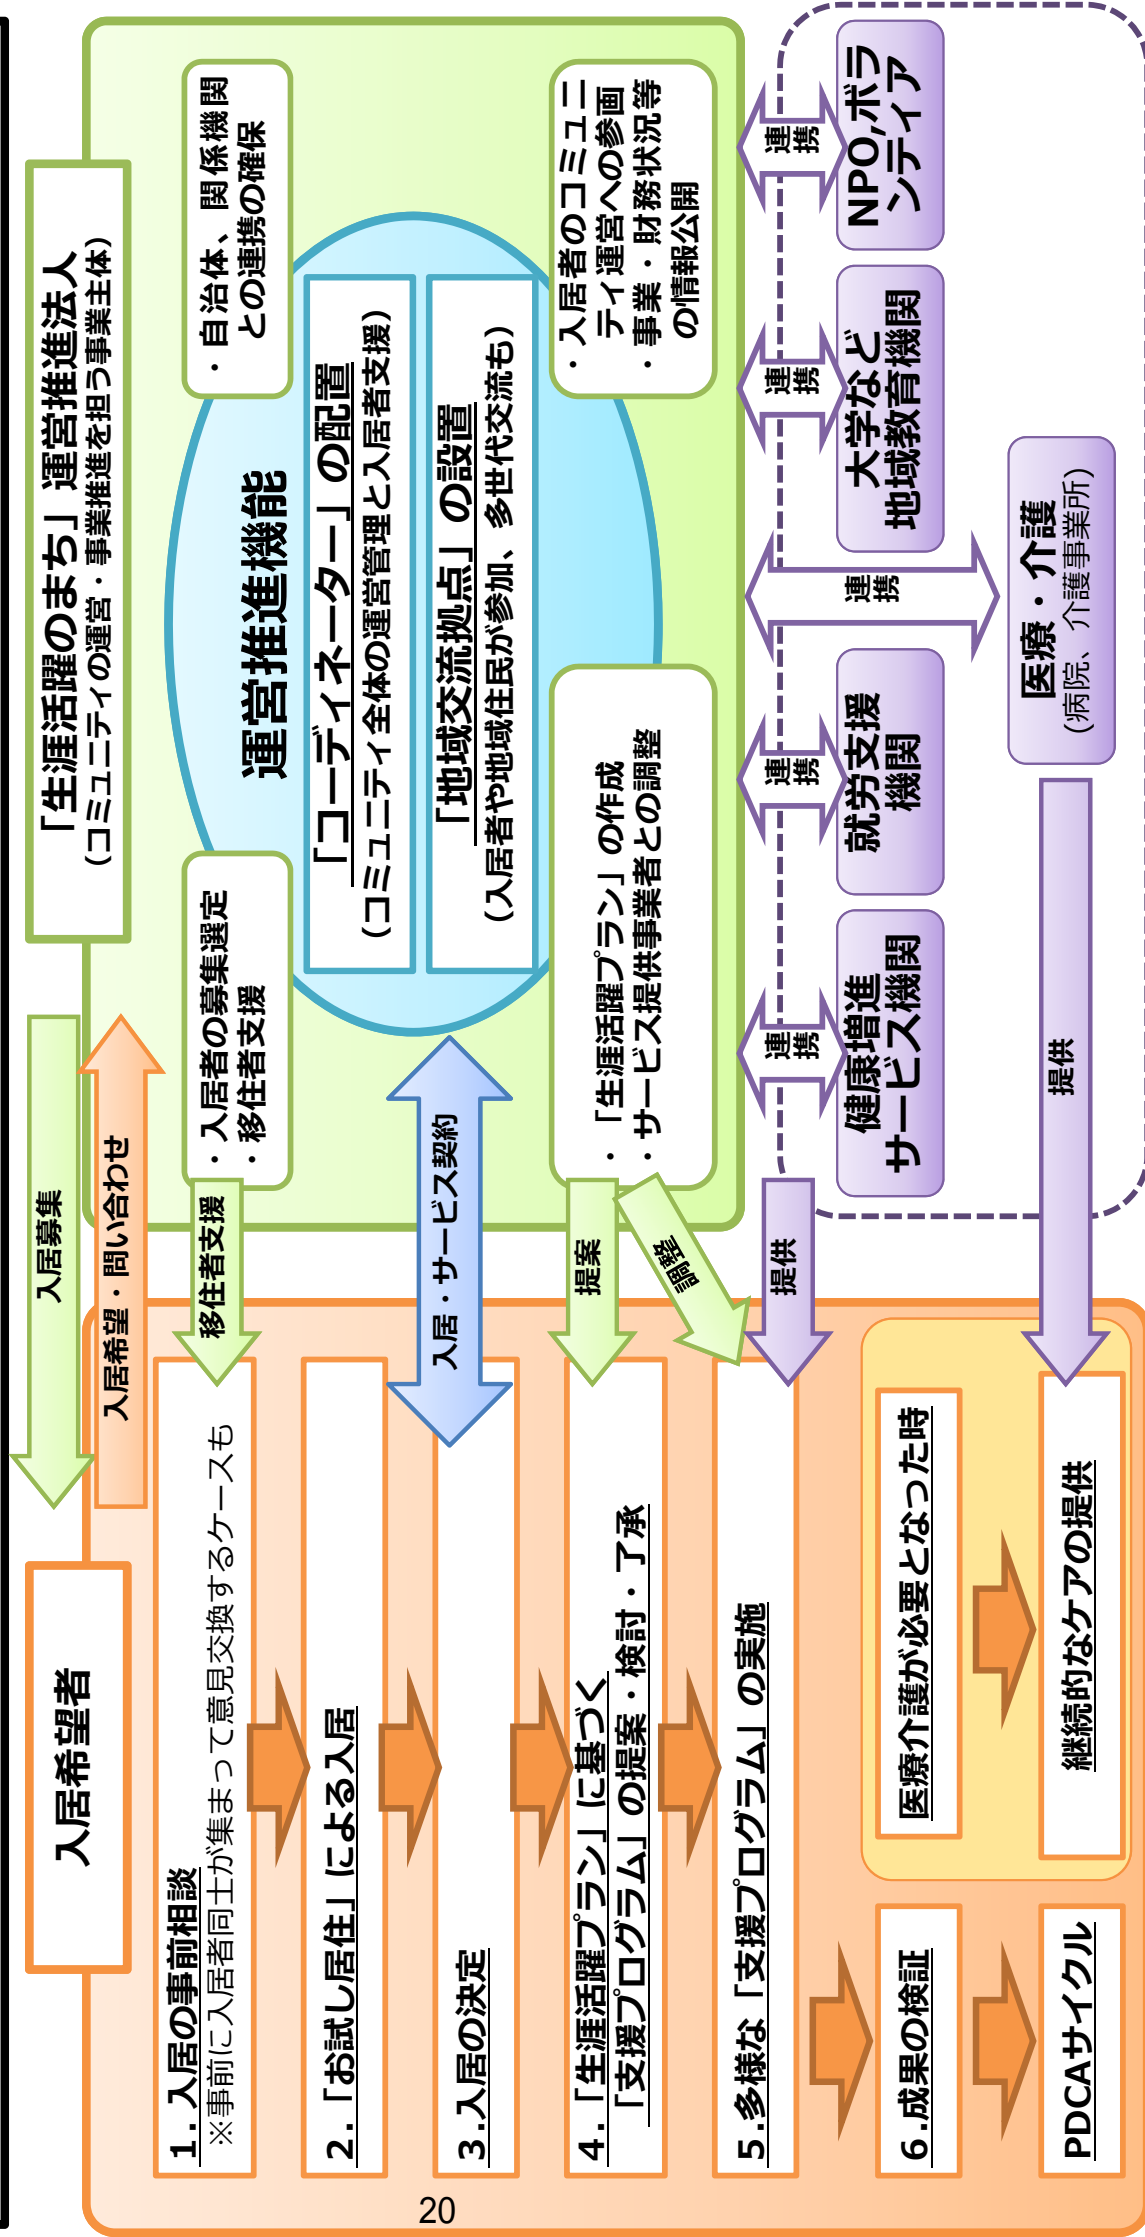 入居希望者
1. 入居の事前相談
※事前に入居者同士が集まって意見交換するケースも
2.「お試し居住」による入居
3.入居の決定
4.「生涯活躍プラン」に基づく
「支援プログラム」の提案・検討・了承
5.多様な「支援プログラム」の実施
6.成果の検証
PDCAサイクル
医療介護が必要となった時
継続的なケアの提供
入居募集
入居希望・問い合わせ
移住者支援
入居・サービス契約
提案
調整
提供
提供
「生涯活躍のまち」運営推進法人
(コミュニティの運営・事業推進を担う事業主体)
・入居者の募集選定
・移住者支援
・自治体、関係機関
との連携の確保
運営推進機能
「コーディネーター」の配置
(コミュニティ全体の運営管理と入居者支援)
「地域交流拠点」の設置
(入居者や地域住民が参加、多世代交流も)
・「生涯活躍プラン」の作成
・サービス提供事業者との調整
・入居者のコミュニ
ティ運営への参画
・事業・財務状況等
の情報公開
連携
連携
連携
連携
連携
健康増進
サービス機関
就労支援
機関
医療・介護
(病院、介護事業所)
大学など
地域教育機関
NPO,ボラ
ンティア
20